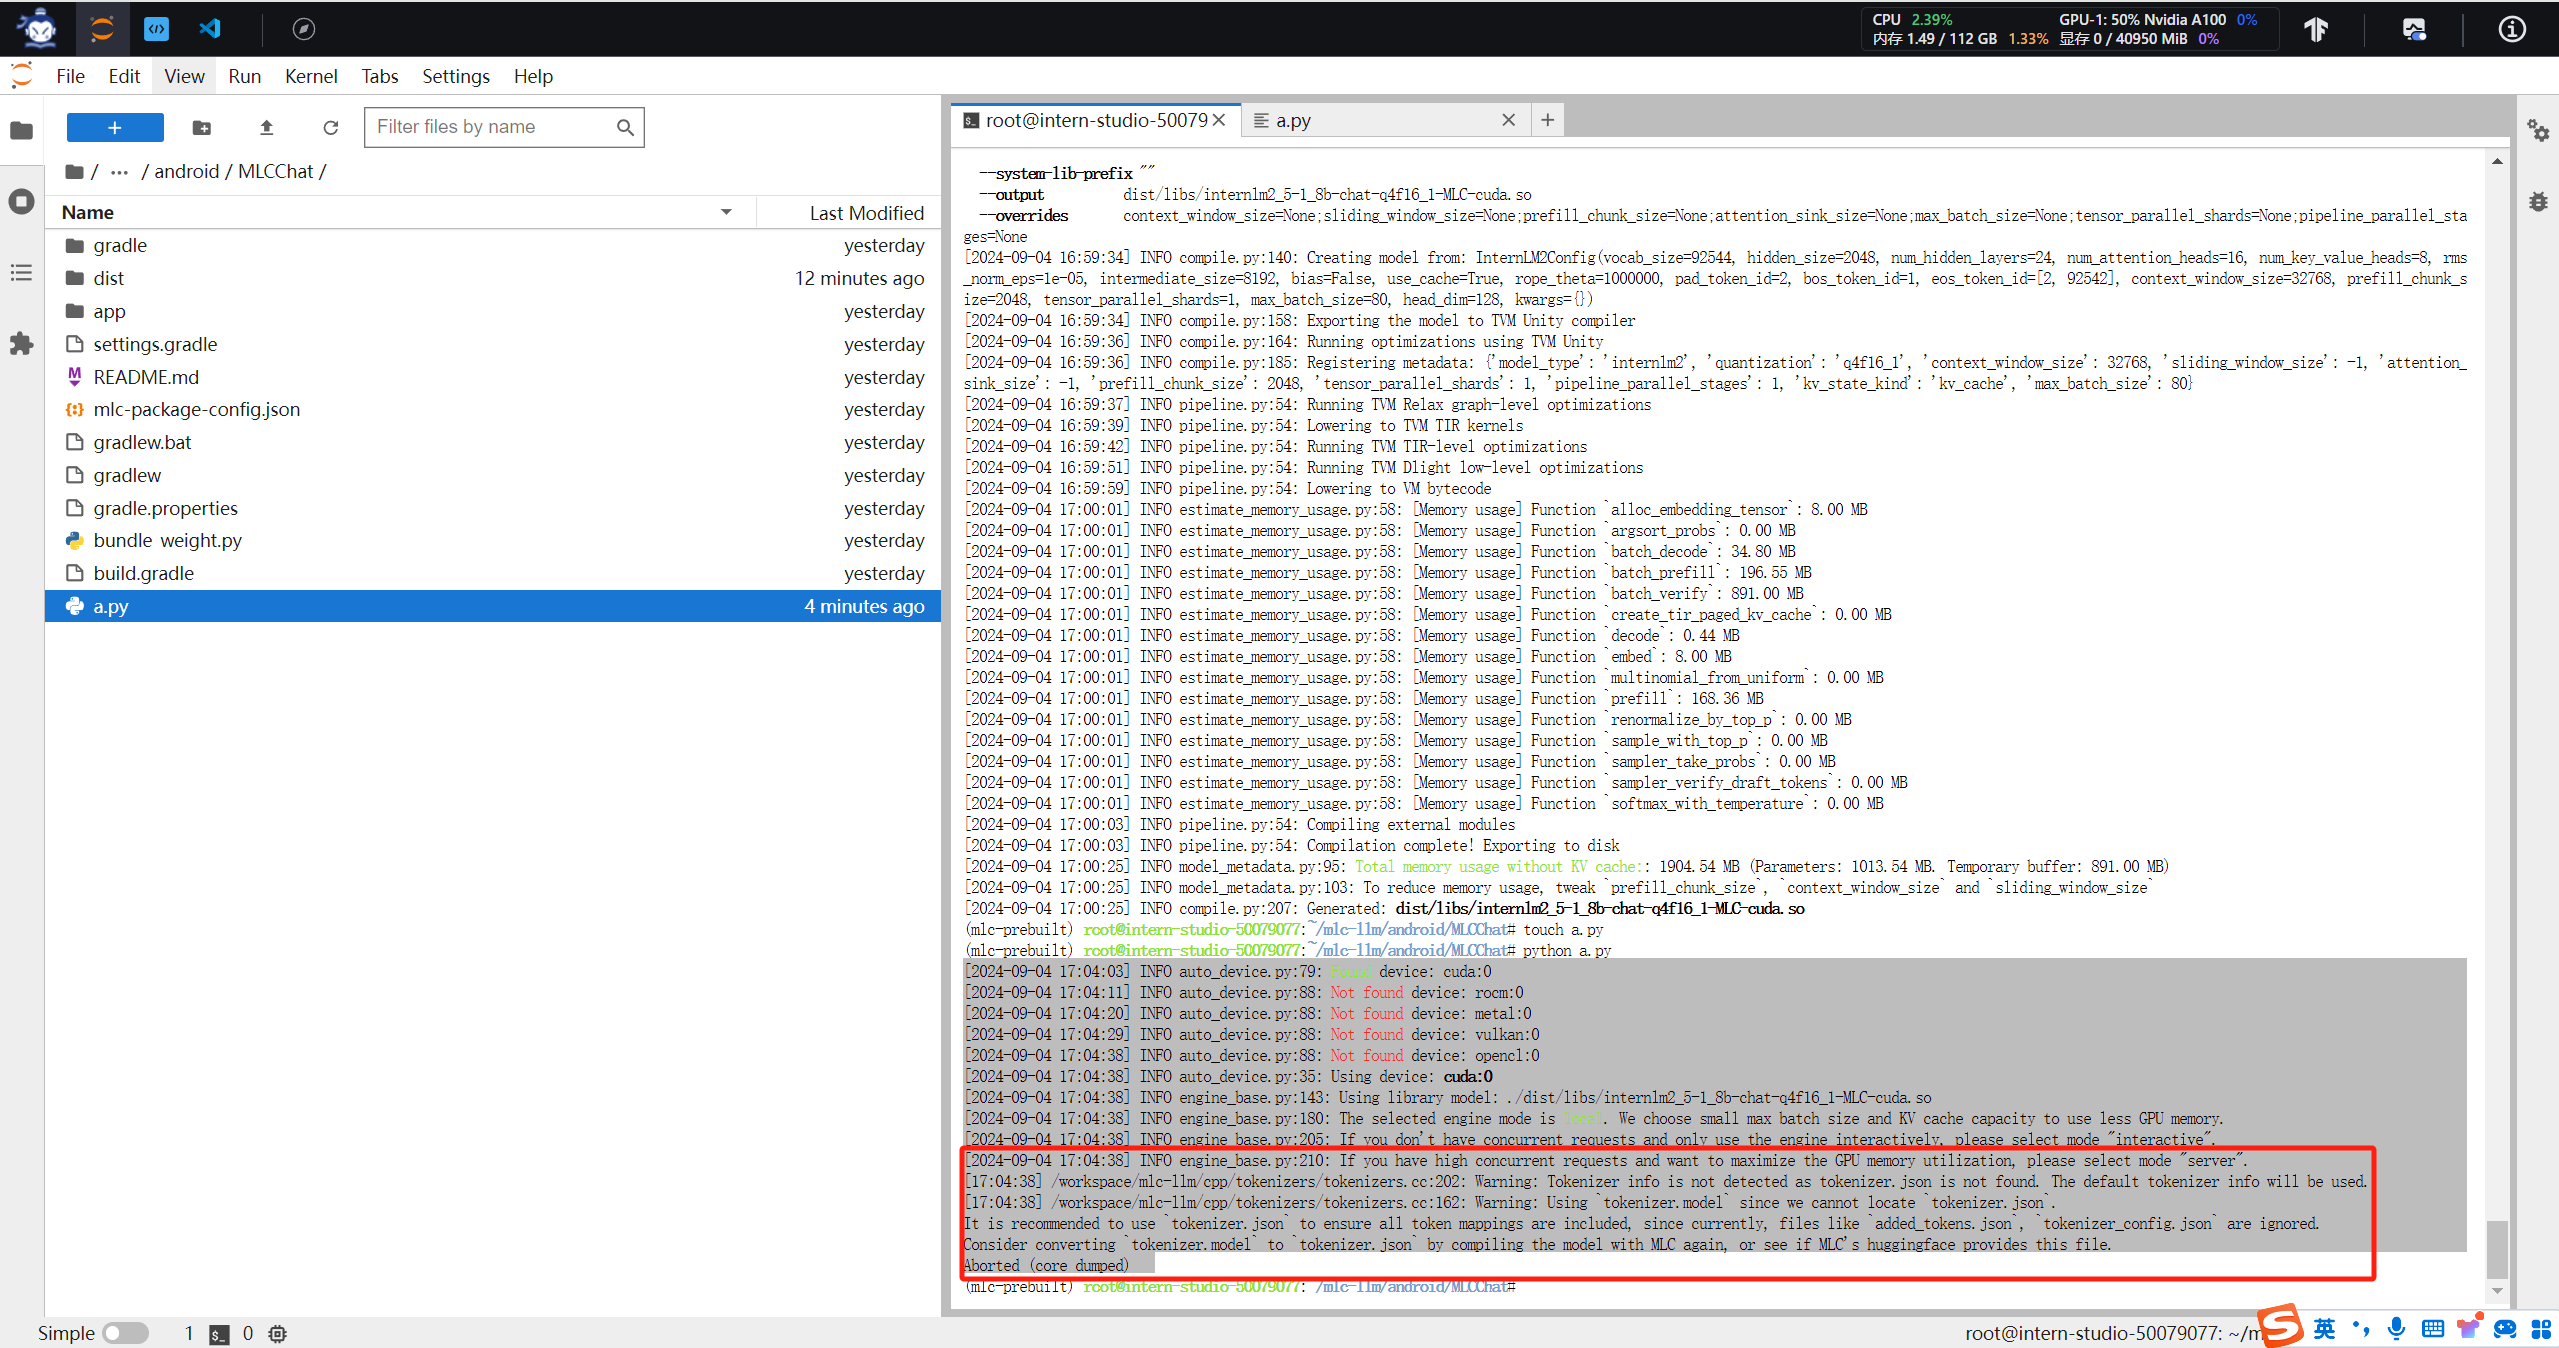 CPU 2.39% GPU-1: 50% Nvidia A100 0%
内存 1.49 / 112 GB 1.33% 显存 0 / 40950 MiB 0%
File Edit View Run Kernel Tabs Settings Help
+ Filter files by name
/ ··· / android / MLCChat /
Name Last Modified
gradle yesterday
dist 12 minutes ago
app yesterday
settings.gradle yesterday
README.md yesterday
mlc-package-config.json yesterday
gradlew.bat yesterday
gradlew yesterday
gradle.properties yesterday
bundle_weight.py yesterday
build.gradle yesterday
a.py 4 minutes ago
root@intern-studio-50079 a.py
--system-lib-prefix ""
--output dist/libs/internlm2_5-1_8b-chat-q4f16_1-MLC-cuda.so
--overrides context_window_size=None;sliding_window_size=None;prefill_chunk_size=None;attention_sink_size=None;max_batch_size=None;tensor_parallel_shards=None;pipeline_parallel_sta
ges=None
[2024-09-04 16:59:34] INFO compile.py:140: Creating model from: InternLM2Config(vocab_size=92544, hidden_size=2048, num_hidden_layers=24, num_attention_heads=16, num_key_value_heads=8, rms
_norm_eps=1e-05, intermediate_size=8192, bias=False, use_cache=True, rope_theta=1000000, pad_token_id=2, bos_token_id=1, eos_token_id=[2, 92542], context_window_size=32768, prefill_chunk_s
ize=2048, tensor_parallel_shards=1, max_batch_size=80, head_dim=128, kwargs={})
[2024-09-04 16:59:34] INFO compile.py:158: Exporting the model to TVM Unity compiler
[2024-09-04 16:59:36] INFO compile.py:164: Running optimizations using TVM Unity
[2024-09-04 16:59:36] INFO compile.py:185: Registering metadata: {'model_type': 'internlm2', 'quantization': 'q4f16_1', 'context_window_size': 32768, 'sliding_window_size': -1, 'attention_
sink_size': -1, 'prefill_chunk_size': 2048, 'tensor_parallel_shards': 1, 'pipeline_parallel_stages': 1, 'kv_state_kind': 'kv_cache', 'max_batch_size': 80}
[2024-09-04 16:59:37] INFO pipeline.py:54: Running TVM Relax graph-level optimizations
[2024-09-04 16:59:39] INFO pipeline.py:54: Lowering to TVM TIR kernels
[2024-09-04 16:59:42] INFO pipeline.py:54: Running TVM TIR-level optimizations
[2024-09-04 16:59:51] INFO pipeline.py:54: Running TVM Dlight low-level optimizations
[2024-09-04 16:59:59] INFO pipeline.py:54: Lowering to VM bytecode
[2024-09-04 17:00:01] INFO estimate_memory_usage.py:58: [Memory usage] Function `alloc_embedding_tensor`: 8.00 MB
[2024-09-04 17:00:01] INFO estimate_memory_usage.py:58: [Memory usage] Function `argsort_probs`: 0.00 MB
[2024-09-04 17:00:01] INFO estimate_memory_usage.py:58: [Memory usage] Function `batch_decode`: 34.80 MB
[2024-09-04 17:00:01] INFO estimate_memory_usage.py:58: [Memory usage] Function `batch_prefill`: 196.55 MB
[2024-09-04 17:00:01] INFO estimate_memory_usage.py:58: [Memory usage] Function `batch_verify`: 891.00 MB
[2024-09-04 17:00:01] INFO estimate_memory_usage.py:58: [Memory usage] Function `create_tir_paged_kv_cache`: 0.00 MB
[2024-09-04 17:00:01] INFO estimate_memory_usage.py:58: [Memory usage] Function `decode`: 0.44 MB
[2024-09-04 17:00:01] INFO estimate_memory_usage.py:58: [Memory usage] Function `embed`: 8.00 MB
[2024-09-04 17:00:01] INFO estimate_memory_usage.py:58: [Memory usage] Function `multinomial_from_uniform`: 0.00 MB
[2024-09-04 17:00:01] INFO estimate_memory_usage.py:58: [Memory usage] Function `prefill`: 168.36 MB
[2024-09-04 17:00:01] INFO estimate_memory_usage.py:58: [Memory usage] Function `renormalize_by_top_p`: 0.00 MB
[2024-09-04 17:00:01] INFO estimate_memory_usage.py:58: [Memory usage] Function `sample_with_top_p`: 0.00 MB
[2024-09-04 17:00:01] INFO estimate_memory_usage.py:58: [Memory usage] Function `sampler_take_probs`: 0.00 MB
[2024-09-04 17:00:01] INFO estimate_memory_usage.py:58: [Memory usage] Function `sampler_verify_draft_tokens`: 0.00 MB
[2024-09-04 17:00:01] INFO estimate_memory_usage.py:58: [Memory usage] Function `softmax_with_temperature`: 0.00 MB
[2024-09-04 17:00:03] INFO pipeline.py:54: Compiling external modules
[2024-09-04 17:00:03] INFO pipeline.py:54: Compilation complete! Exporting to disk
[2024-09-04 17:00:25] INFO model_metadata.py:95: Total memory usage without KV cache:: 1904.54 MB (Parameters: 1013.54 MB. Temporary buffer: 891.00 MB)
[2024-09-04 17:00:25] INFO model_metadata.py:103: To reduce memory usage, tweak `prefill_chunk_size`, `context_window_size` and `sliding_window_size`
[2024-09-04 17:00:25] INFO compile.py:207: Generated: dist/libs/internlm2_5-1_8b-chat-q4f16_1-MLC-cuda.so
(mlc-prebuilt) root@intern-studio-50079077:~/mlc-llm/android/MLCChat# touch a.py
(mlc-prebuilt) root@intern-studio-50079077:~/mlc-llm/android/MLCChat# python a.py
[2024-09-04 17:04:03] INFO auto_device.py:79: Found device: cuda:0
[2024-09-04 17:04:11] INFO auto_device.py:88: Not found device: rocm:0
[2024-09-04 17:04:20] INFO auto_device.py:88: Not found device: metal:0
[2024-09-04 17:04:29] INFO auto_device.py:88: Not found device: vulkan:0
[2024-09-04 17:04:38] INFO auto_device.py:88: Not found device: opencl:0
[2024-09-04 17:04:38] INFO auto_device.py:35: Using device: cuda:0
[2024-09-04 17:04:38] INFO engine_base.py:143: Using library model: ./dist/libs/internlm2_5-1_8b-chat-q4f16_1-MLC-cuda.so
[2024-09-04 17:04:38] INFO engine_base.py:180: The selected engine mode is local. We choose small max batch size and KV cache capacity to use less GPU memory.
[2024-09-04 17:04:38] INFO engine_base.py:205: If you don't have concurrent requests and only use the engine interactively, please select mode "interactive".
[2024-09-04 17:04:38] INFO engine_base.py:210: If you have high concurrent requests and want to maximize the GPU memory utilization, please select mode "server".
[17:04:38] /workspace/mlc-llm/cpp/tokenizers/tokenizers.cc:202: Warning: Tokenizer info is not detected as tokenizer.json is not found. The default tokenizer info will be used.
[17:04:38] /workspace/mlc-llm/cpp/tokenizers/tokenizers.cc:162: Warning: Using `tokenizer.model` since we cannot locate `tokenizer.json`.
It is recommended to use `tokenizer.json` to ensure all token mappings are included, since currently, files like `added_tokens.json`, `tokenizer_config.json` are ignored.
Consider converting `tokenizer.model` to `tokenizer.json` by compiling the model with MLC again, or see if MLC's huggingface provides this file.
Aborted (core dumped)
(mlc-prebuilt) root@intern-studio-50079077:~/mlc-llm/android/MLCChat#
Simple 1 0 root@intern-studio-50079077: ~/m 英